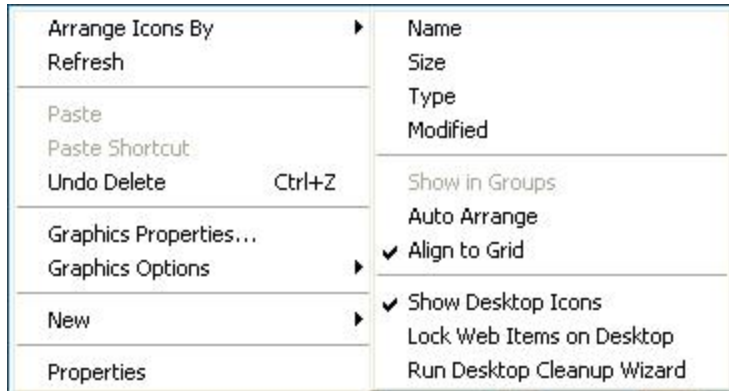 Arrange Icons By
Refresh
Paste
Paste Shortcut
Undo Delete Ctrl+Z
Graphics Properties...
Graphics Options
New
Properties
Name
Size
Type
Modified
Show in Groups
Auto Arrange
Align to Grid
Show Desktop Icons
Lock Web Items on Desktop
Run Desktop Cleanup Wizard